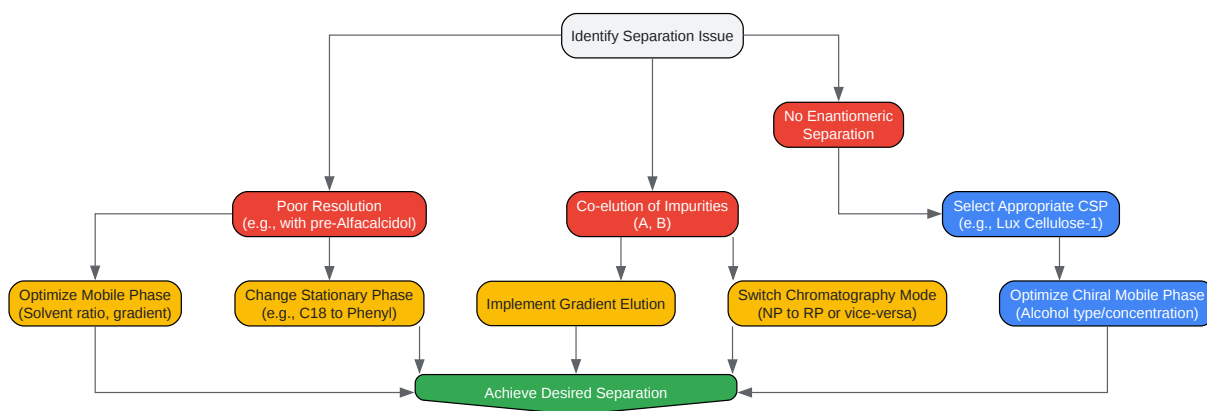 Identify Separation Issue
No Enantiomeric
Separation
Poor Resolution
(e.g., with pre-Alfacalcidol)
Co-elution of Impurities
(A, B)
Select Appropriate CSP
(e.g., Lux Cellulose-1)
Optimize Mobile Phase
(Solvent ratio, gradient)
Change Stationary Phase
(e.g., C18 to Phenyl)
Implement Gradient Elution
Switch Chromatography Mode
(NP to RP or vice-versa)
Optimize Chiral Mobile Phase
(Alcohol type/concentration)
Achieve Desired Separation